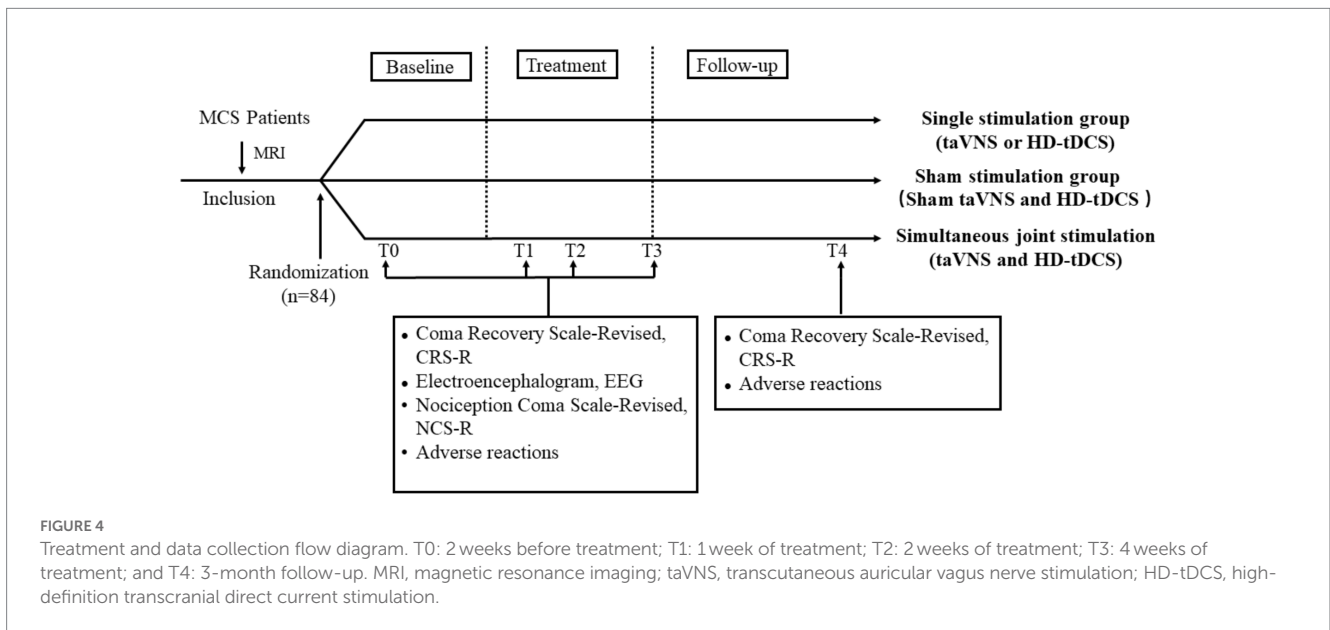 Baseline
Treatment
Follow-up
MCS Patients
MRI
Inclusion
Randomization
(n=84)
Single stimulation group
(taVNS or HD-tDCS)
Sham stimulation group
(Sham taVNS and HD-tDCS )
Simultaneous joint stimulation
(taVNS and HD-tDCS)
T0
T1
T2
T3
T4
• Coma Recovery Scale-Revised,
CRS-R
• Electroencephalogram, EEG
• Nociception Coma Scale-Revised,
NCS-R
• Adverse reactions
• Coma Recovery Scale-Revised,
CRS-R
• Adverse reactions
FIGURE 4
Treatment and data collection flow diagram. T0: 2 weeks before treatment; T1: 1 week of treatment; T2: 2 weeks of treatment; T3: 4 weeks of
treatment; and T4: 3-month follow-up. MRI, magnetic resonance imaging; taVNS, transcutaneous auricular vagus nerve stimulation; HD-tDCS, high-
definition transcranial direct current stimulation.